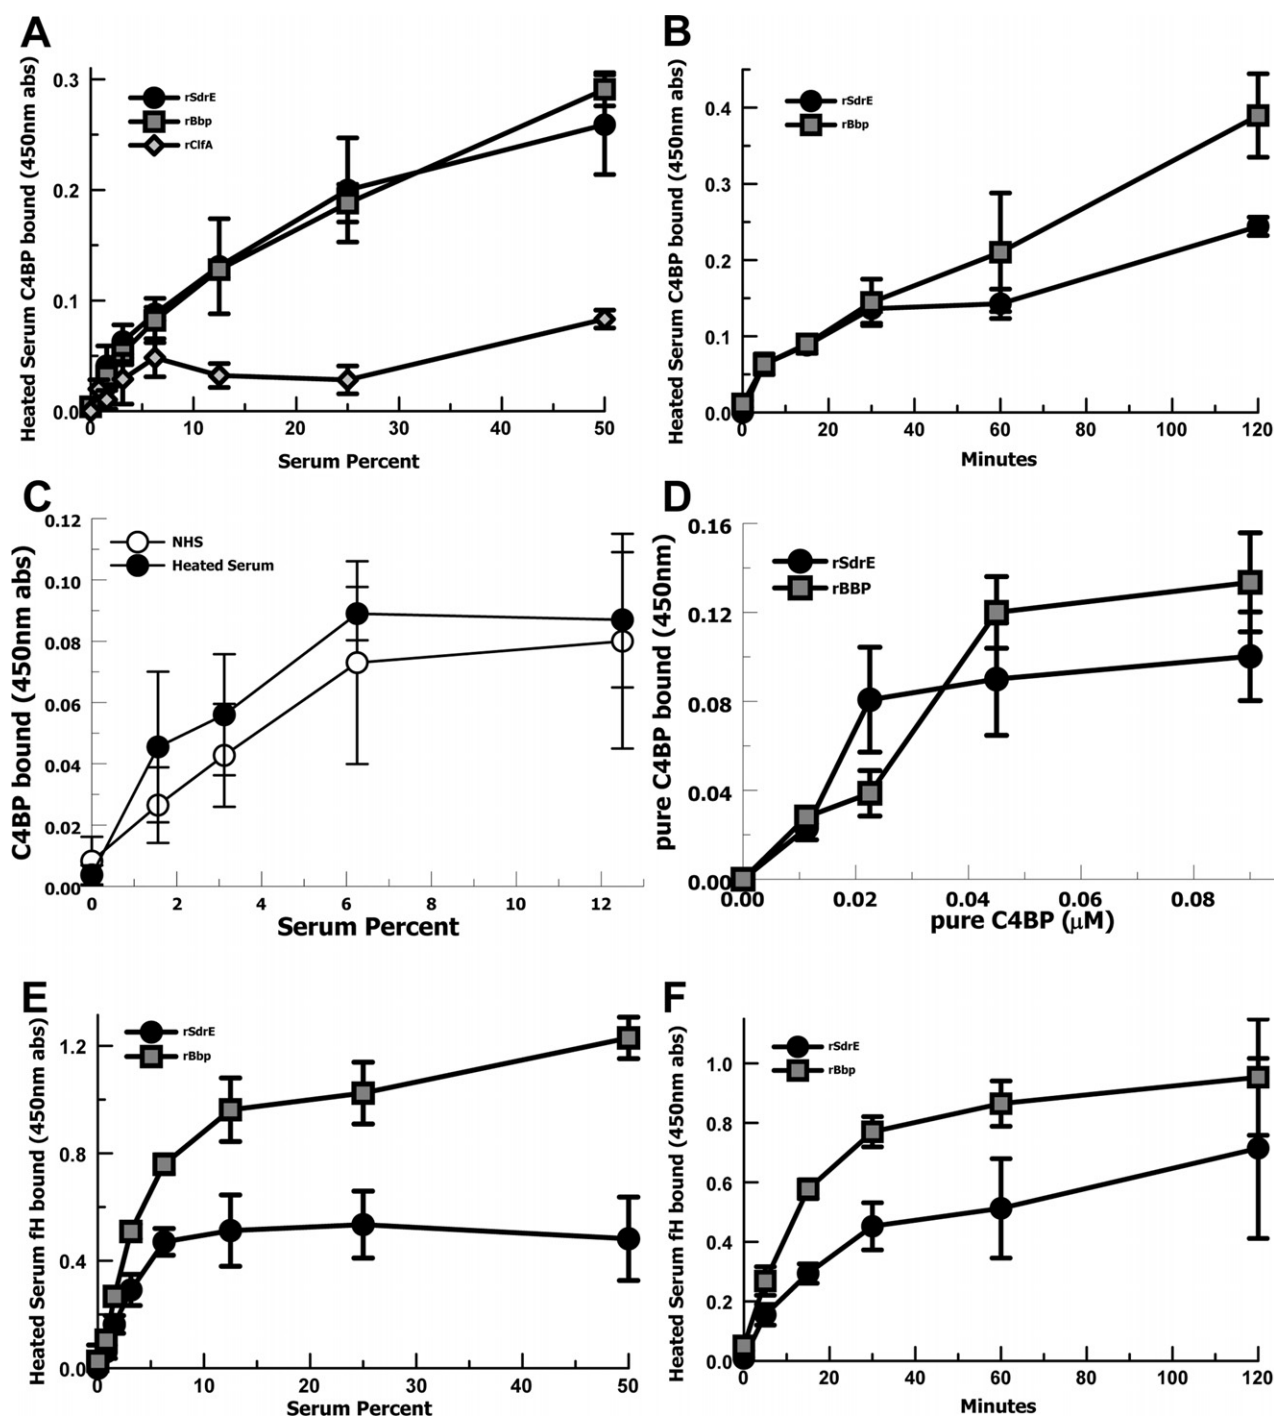 A
Heated Serum C4BP bound (450nm abs)
0.3
0.2
0.1
0.0
rSdrE
rBbp
rClfA
0 10 20 30 40 50
Serum Percent
B
Heated Serum C4BP bound (450nm abs)
0.4
0.3
0.2
0.1
0.0
rSdrE
rBbp
0 20 40 60 80 100 120
Minutes
C
C4BP bound (450nm abs)
0.12
0.10
0.08
0.06
0.04
0.02
0.00
NHS
Heated Serum
0 2 4 6 8 10 12
Serum Percent
D
pure C4BP bound (450nm)
0.16
0.12
0.08
0.04
0.00
rSdrE
rBBP
0.00 0.02 0.04 0.06 0.08
pure C4BP (μM)
E
Heated Serum fH bound (450nm abs)
1.2
0.8
0.4
0.0
rSdrE
rBbp
0 10 20 30 40 50
Serum Percent
F
Heated Serum fH bound (450nm abs)
1.0
0.8
0.6
0.4
0.2
0.0
rSdrE
rBbp
0 20 40 60 80 100 120
Minutes